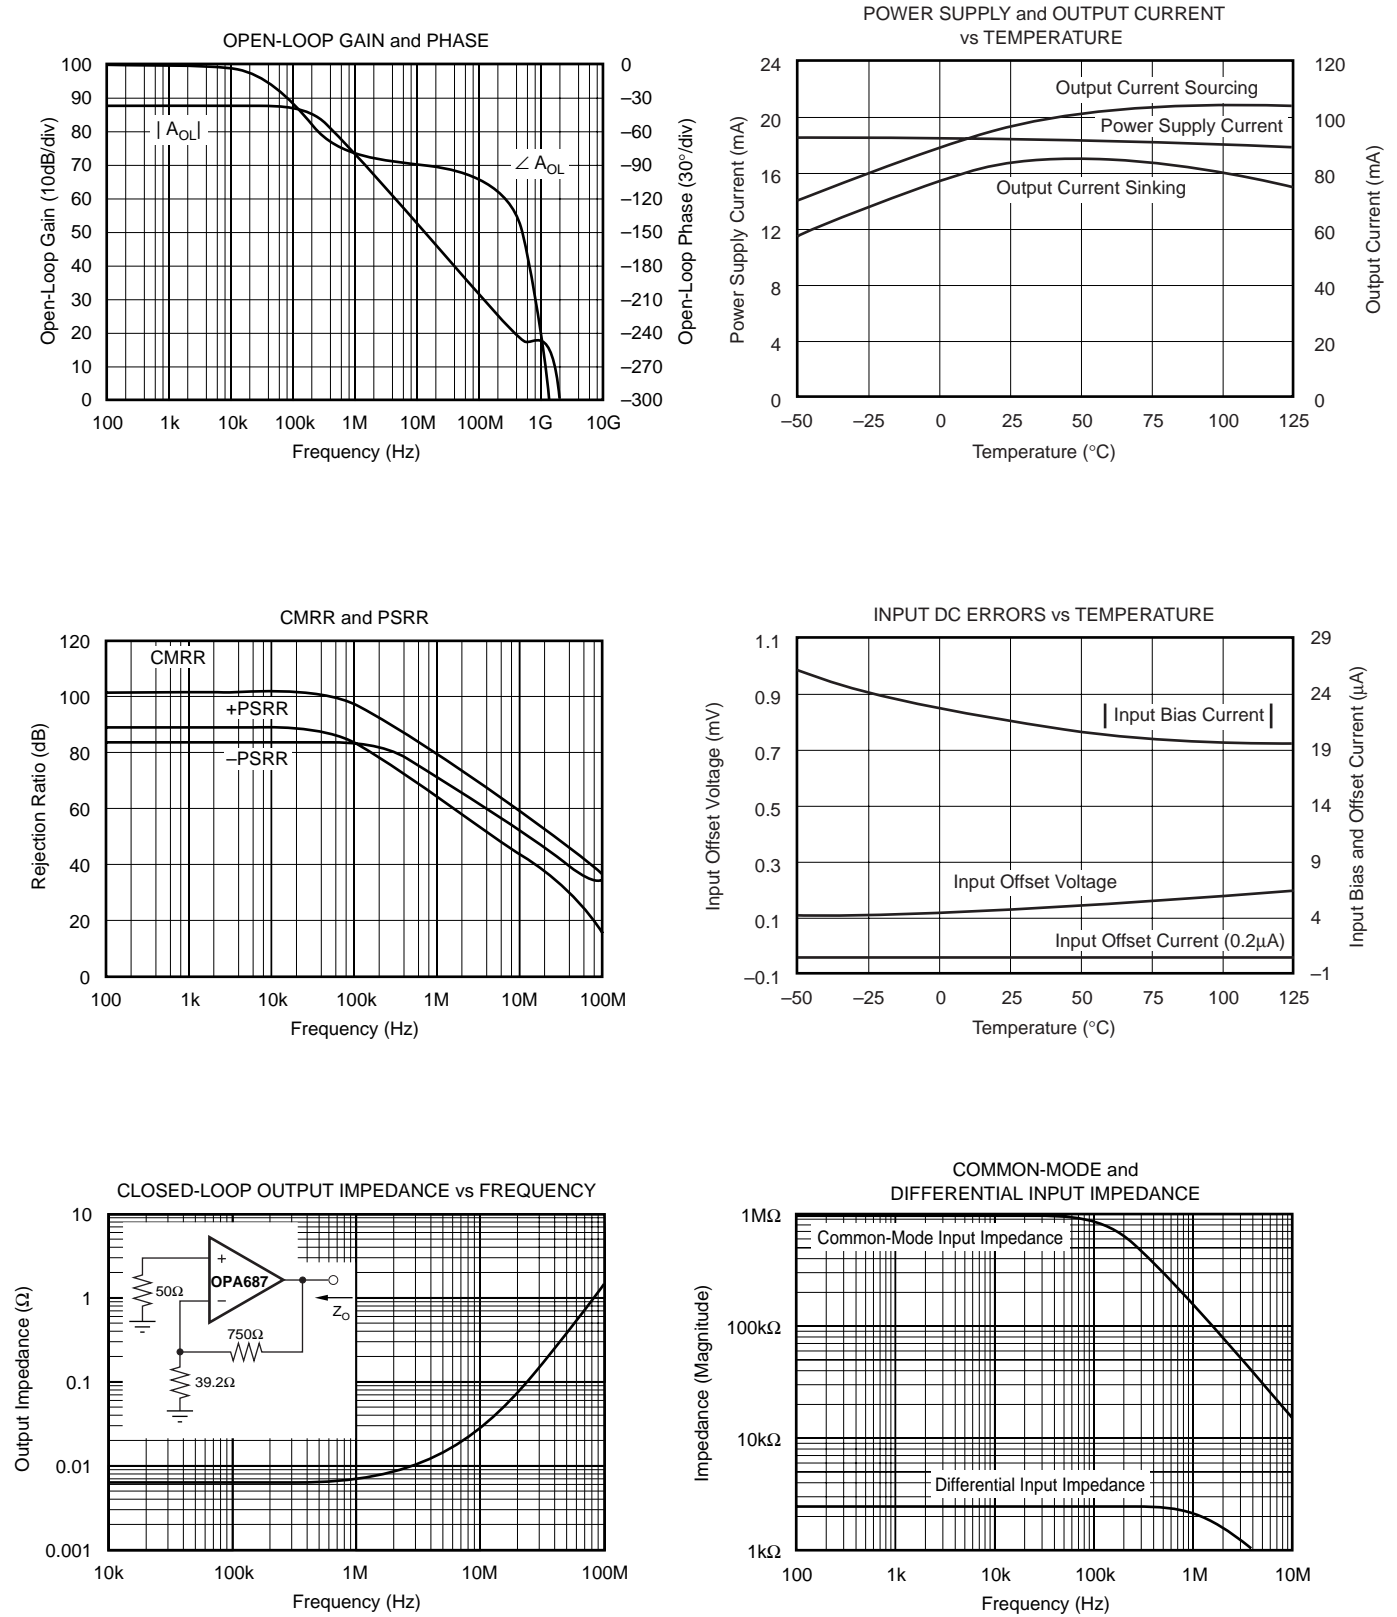 OPEN-LOOP GAIN and PHASE
100
90
80
70
60
50
40
30
20
10
0
Open-Loop Gain (10dB/div)
| AOL|
∠ AOL
0
–30
–60
–90
–120
–150
–180
–210
–240
–270
–300
Open-Loop Phase (30°/div)
100 1k 10k 100k 1M 10M 100M 1G 10G
Frequency (Hz)
POWER SUPPLY and OUTPUT CURRENT
vs TEMPERATURE
24
20
16
12
8
4
0
Power Supply Current (mA)
Output Current Sourcing
Power Supply Current
Output Current Sinking
120
100
80
60
40
20
0
Output Current (mA)
–50 –25 0 25 50 75 100 125
Temperature (°C)
CMRR and PSRR
120
100
80
60
40
20
0
Rejection Ratio (dB)
CMRR
+PSRR
–PSRR
100 1k 10k 100k 1M 10M 100M
Frequency (Hz)
INPUT DC ERRORS vs TEMPERATURE
1.1
0.9
0.7
0.5
0.3
0.1
–0.1
Input Offset Voltage (mV)
| Input Bias Current |
Input Offset Voltage
Input Offset Current (0.2µA)
29
24
19
14
9
4
–1
Input Bias and Offset Current (µA)
–50 –25 0 25 50 75 100 125
Temperature (°C)
CLOSED-LOOP OUTPUT IMPEDANCE vs FREQUENCY
10
1
0.1
0.01
0.001
Output Impedance (Ω)
+
OPA687
–
50Ω
ZO
750Ω
39.2Ω
10k 100k 1M 10M 100M
Frequency (Hz)
COMMON-MODE and
DIFFERENTIAL INPUT IMPEDANCE
1MΩ
100kΩ
10kΩ
1kΩ
Impedance (Magnitude)
Common-Mode Input Impedance
Differential Input Impedance
100 1k 10k 100k 1M 10M
Frequency (Hz)